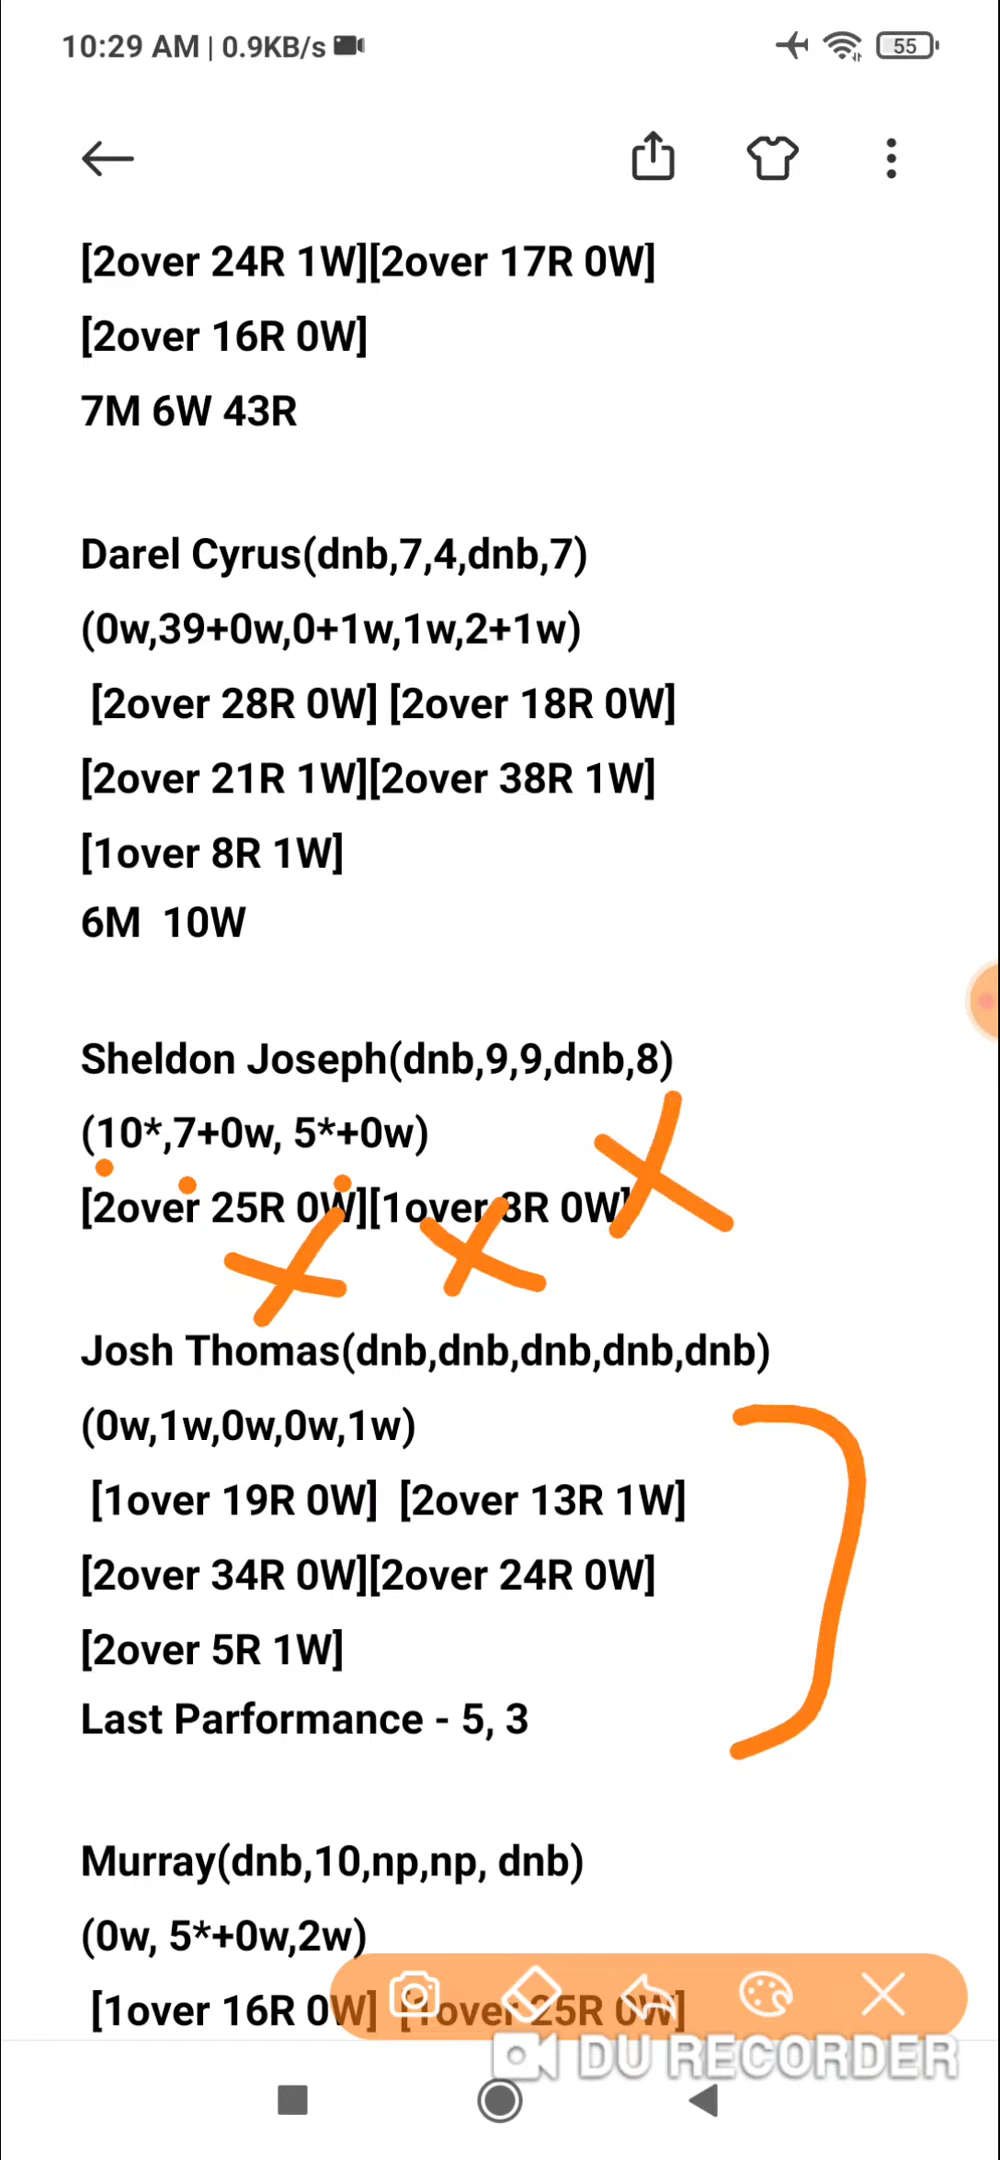 10:29 AM | 0.9KB/s
55
[2over 24R 1W][2over 17R 0W]
[2over 16R 0W]
7M 6W 43R
Darel Cyrus(dnb,7,4,dnb,7)
(0w,39+0w,0+1w,1w,2+1w)
[2over 28R 0W] [2over 18R 0W]
[2over 21R 1W][2over 38R 1W]
[1over 8R 1W]
6M 10W
Sheldon Joseph(dnb,9,9,dnb,8)
(10*,7+0w, 5*+0w)
[2over 25R 0W][1over 3R 0W]
Josh Thomas(dnb,dnb,dnb,dnb,dnb)
(0w,1w,0w,0w,1w)
[1over 19R 0W] [2over 13R 1W]
[2over 34R 0W][2over 24R 0W]
[2over 5R 1W]
Last Parformance - 5, 3
Murray(dnb,10,np,np, dnb)
(0w, 5*+0w,2w)
[1over 16R 0W] [1over 25R 0W]
DU RECORDER